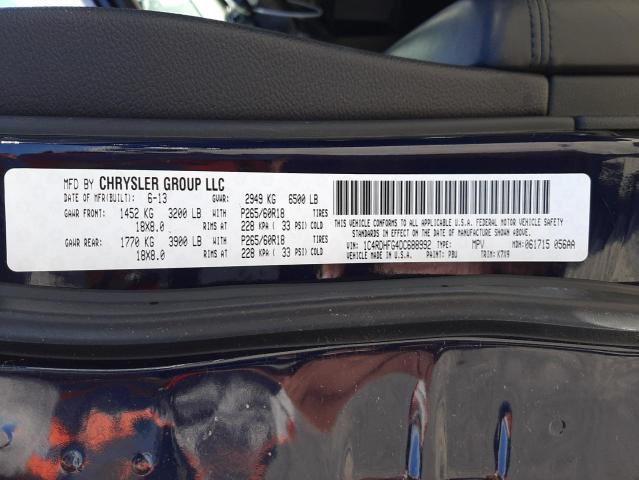 MFD BY CHRYSLER GROUP LLC
DATE OF MFR(BUILT): 6-13 GVWR: 2949 KG 6500 LB
GAWR FRONT: 1452 KG 3200 LB WITH P265/60R18 TIRES
18X8.0 RIMS AT 228 KPA ( 33 PSI) COLD
GAWR REAR: 1770 KG 3900 LB WITH P265/60R18 TIRES
18X8.0 RIMS AT 228 KPA ( 33 PSI) COLD
THIS VEHICLE CONFORMS TO ALL APPLICABLE U.S.A. FEDERAL MOTOR VEHICLE SAFETY
STANDARDS IN EFFECT ON THE DATE OF MANUFACTURE SHOWN ABOVE.
VIN: 1C4RDHFG4DC688992 TYPE: MPV MDH: 061715 056AA
VEHICLE MADE IN U.S.A. PAINT: PBU TRIM: K7X9